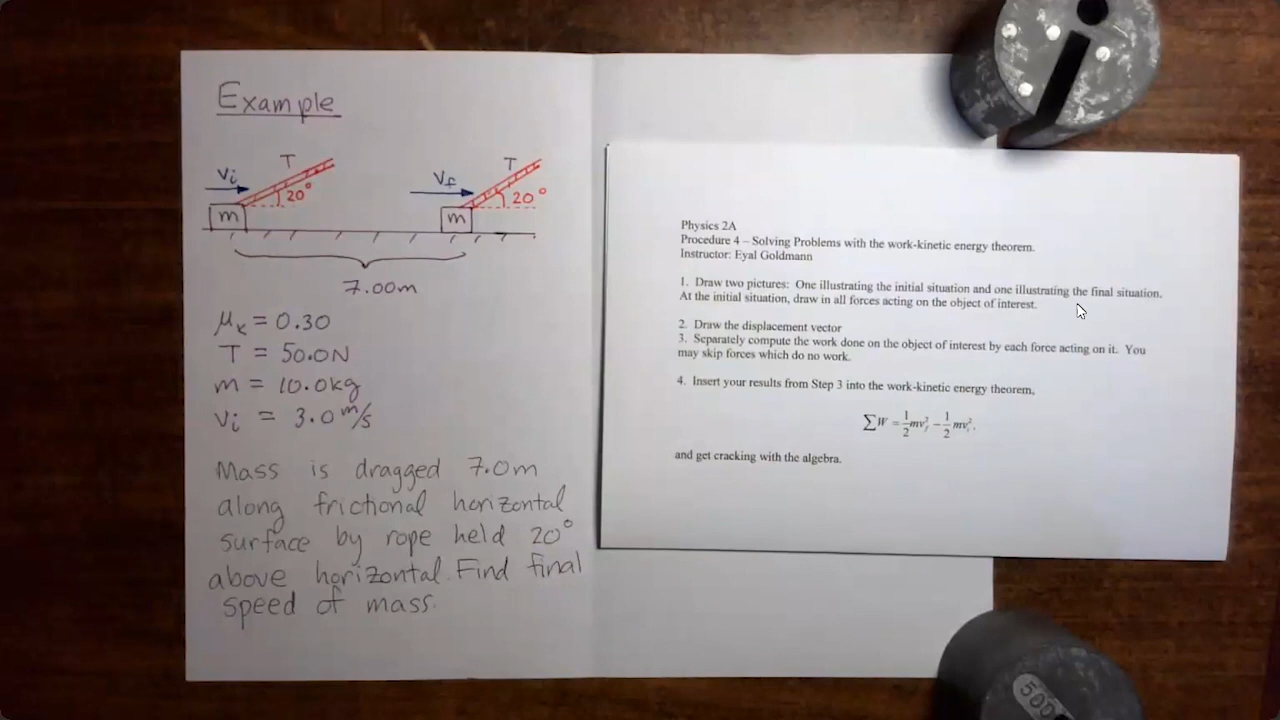 Example
T
T
Vi
20°
Vf
20°
m
m
7.00m
μk = 0.30
T = 50.0N
m = 10.0kg
Vi = 3.0 m/s
Mass is dragged 7.0m
along frictional horizontal
surface by rope held 20°
above horizontal. Find final
speed of mass.
Physics 2A
Procedure 4 – Solving Problems with the work-kinetic energy theorem.
Instructor: Eyal Goldmann
1. Draw two pictures: One illustrating the initial situation and one illustrating the final situation.
At the initial situation, draw in all forces acting on the object of interest.
2. Draw the displacement vector
3. Separately compute the work done on the object of interest by each force acting on it. You
may skip forces which do no work.
4. Insert your results from Step 3 into the work-kinetic energy theorem,
∑W = 1/2 mv_f^2 − 1/2 mv_i^2,
and get cracking with the algebra.
500